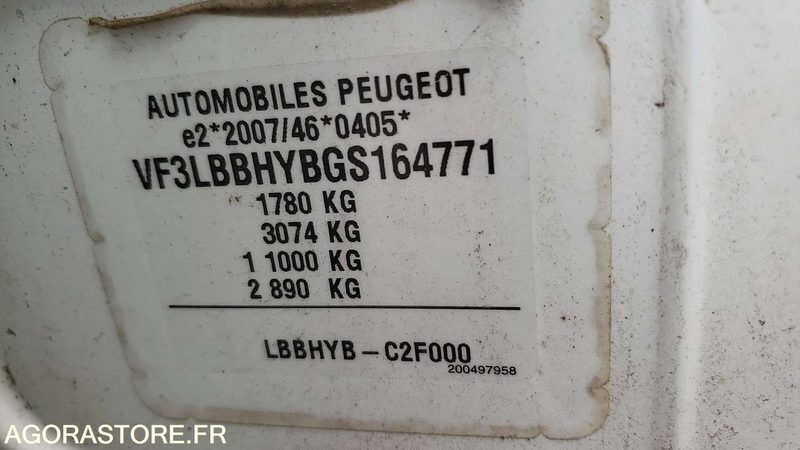 AUTOMOBILES PEUGEOT
e2*2007/46*0405*
VF3LBBHYBGS164771
1780 KG
3074 KG
1 1000 KG
2 890 KG
LBBHYB – C2F000
200497958
AGORASTORE.FR